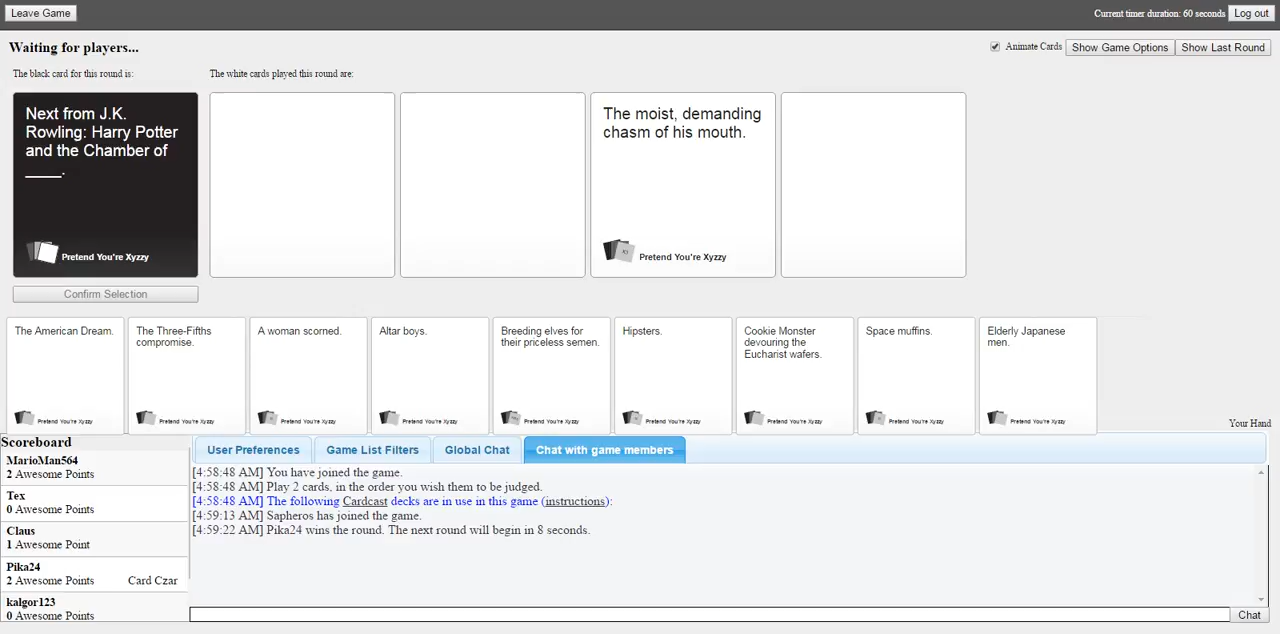 Leave Game
Current timer duration: 60 seconds
Log out
Waiting for players...
Animate Cards
Show Game Options
Show Last Round
The black card for this round is:
The white cards played this round are:
Next from J.K.
Rowling: Harry Potter
and the Chamber of
____.
Pretend You're Xyzzy
The moist, demanding
chasm of his mouth.
Pretend You're Xyzzy
Confirm Selection
The American Dream.
Pretend You're Xyzzy
The Three-Fifths
compromise.
Pretend You're Xyzzy
A woman scorned.
Pretend You're Xyzzy
Altar boys.
Pretend You're Xyzzy
Breeding elves for
their priceless semen.
Pretend You're Xyzzy
Hipsters.
Pretend You're Xyzzy
Cookie Monster
devouring the
Eucharist wafers.
Pretend You're Xyzzy
Space muffins.
Pretend You're Xyzzy
Elderly Japanese
men.
Pretend You're Xyzzy
Your Hand
Scoreboard
MarioMan564
2 Awesome Points
Tex
0 Awesome Points
Claus
1 Awesome Point
Pika24
2 Awesome Points Card Czar
kalgor123
0 Awesome Points
User Preferences
Game List Filters
Global Chat
Chat with game members
[4:58:48 AM] You have joined the game.
[4:58:48 AM] Play 2 cards, in the order you wish them to be judged.
[4:58:48 AM] The following Cardcast decks are in use in this game (instructions):
[4:59:13 AM] Sapheros has joined the game.
[4:59:22 AM] Pika24 wins the round. The next round will begin in 8 seconds.
Chat